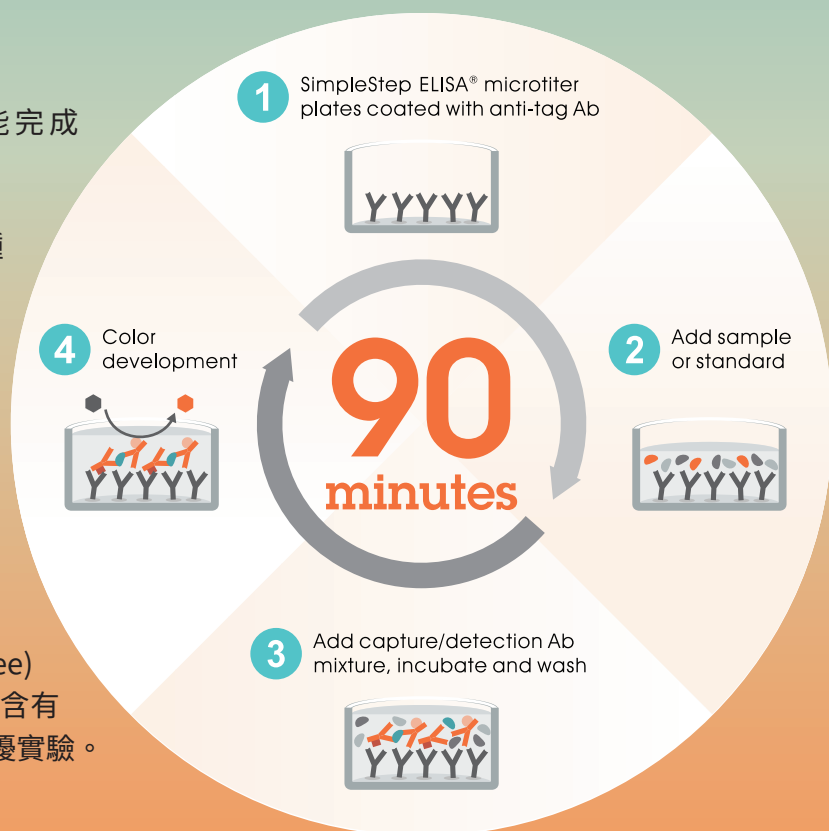 能完成
1
SimpleStep ELISA® microtiter
plates coated with anti-tag Ab
4
Color
development
90
minutes
2
Add sample
or standard
3
Add capture/detection Ab
mixture, incubate and wash
ee)
含有
優實驗。